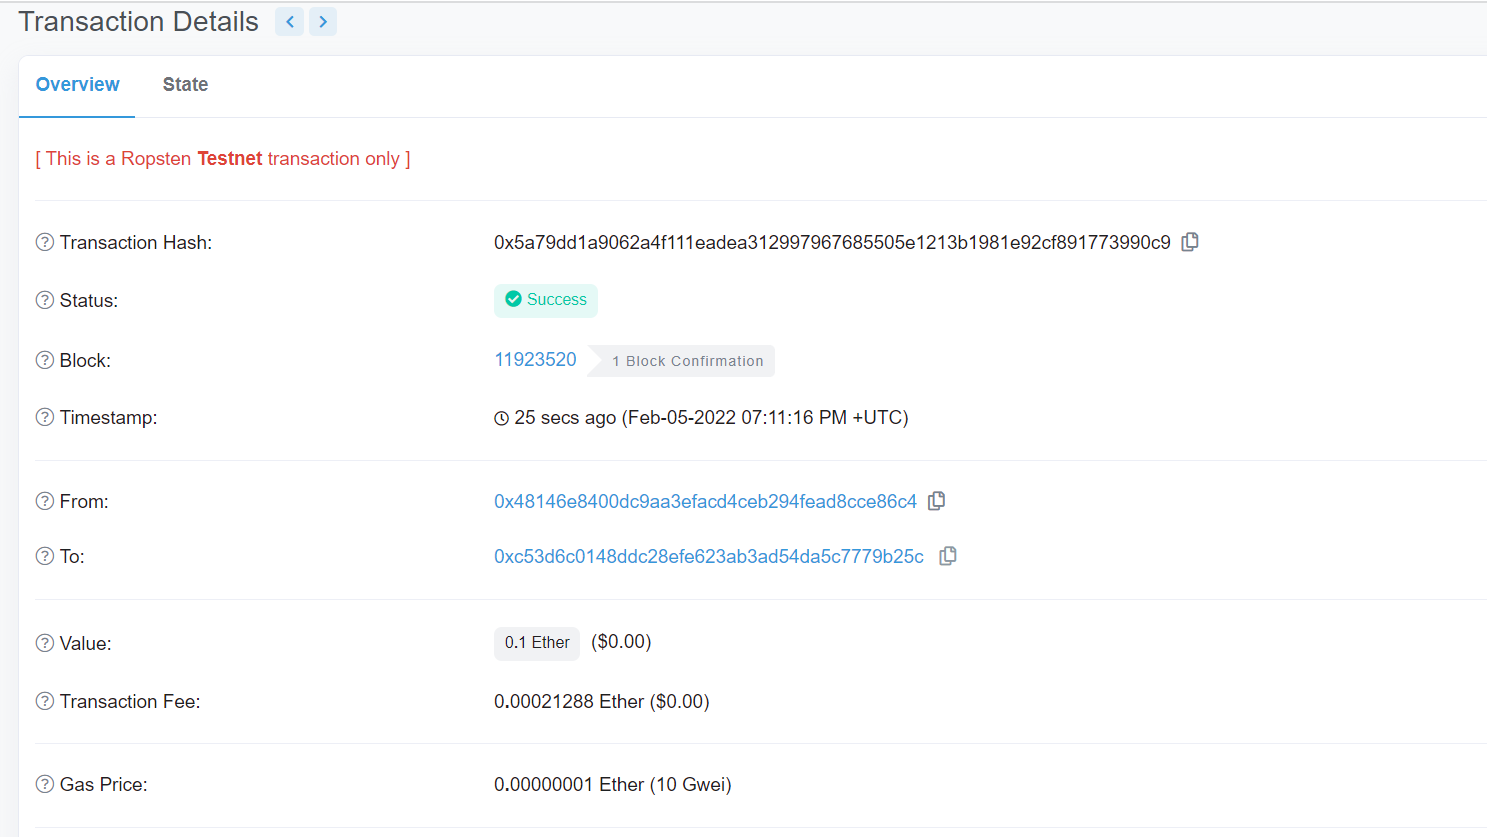 Transaction Details
Overview State
[ This is a Ropsten Testnet transaction only ]
Transaction Hash: 0x5a79dd1a9062a4f111eadea312997967685505e1213b1981e92cf891773990c9
Status: Success
Block: 11923520 1 Block Confirmation
Timestamp: 25 secs ago (Feb-05-2022 07:11:16 PM +UTC)
From: 0x48146e8400dc9aa3efacd4ceb294fead8cce86c4
To: 0xc53d6c0148ddc28efe623ab3ad54da5c7779b25c
Value: 0.1 Ether ($0.00)
Transaction Fee: 0.00021288 Ether ($0.00)
Gas Price: 0.00000001 Ether (10 Gwei)